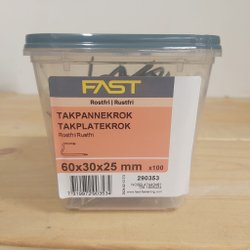 FAST
Rostfri | Rustfri
TAKPANNEKROK
TAKPLATEKROK
Rostfri/Rustfri
60x30x25 mm x100
290353